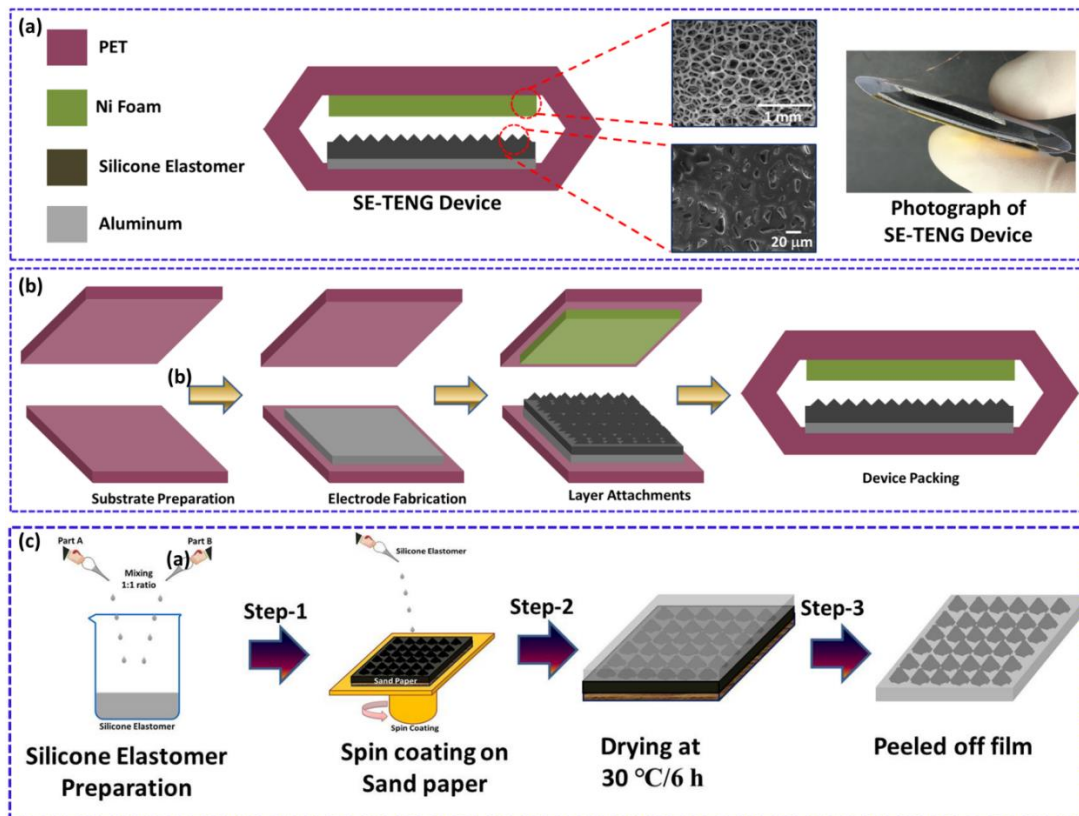 (a)
PET
Ni Foam
Silicone Elastomer
Aluminum
SE-TENG Device
1 mm
20 μm
Photograph of
SE-TENG Device
(b)
(b)
Substrate Preparation
Electrode Fabrication
Layer Attachments
Device Packing
(c)
Part A
Part B
(a)
Mixing
1:1 ratio
Silicone Elastomer
Silicone Elastomer
Preparation
Step-1
Silicone Elastomer
Sand Paper
Spin Coating
Spin coating on
Sand paper
Step-2
Drying at
30 °C/6 h
Step-3
Peeled off film